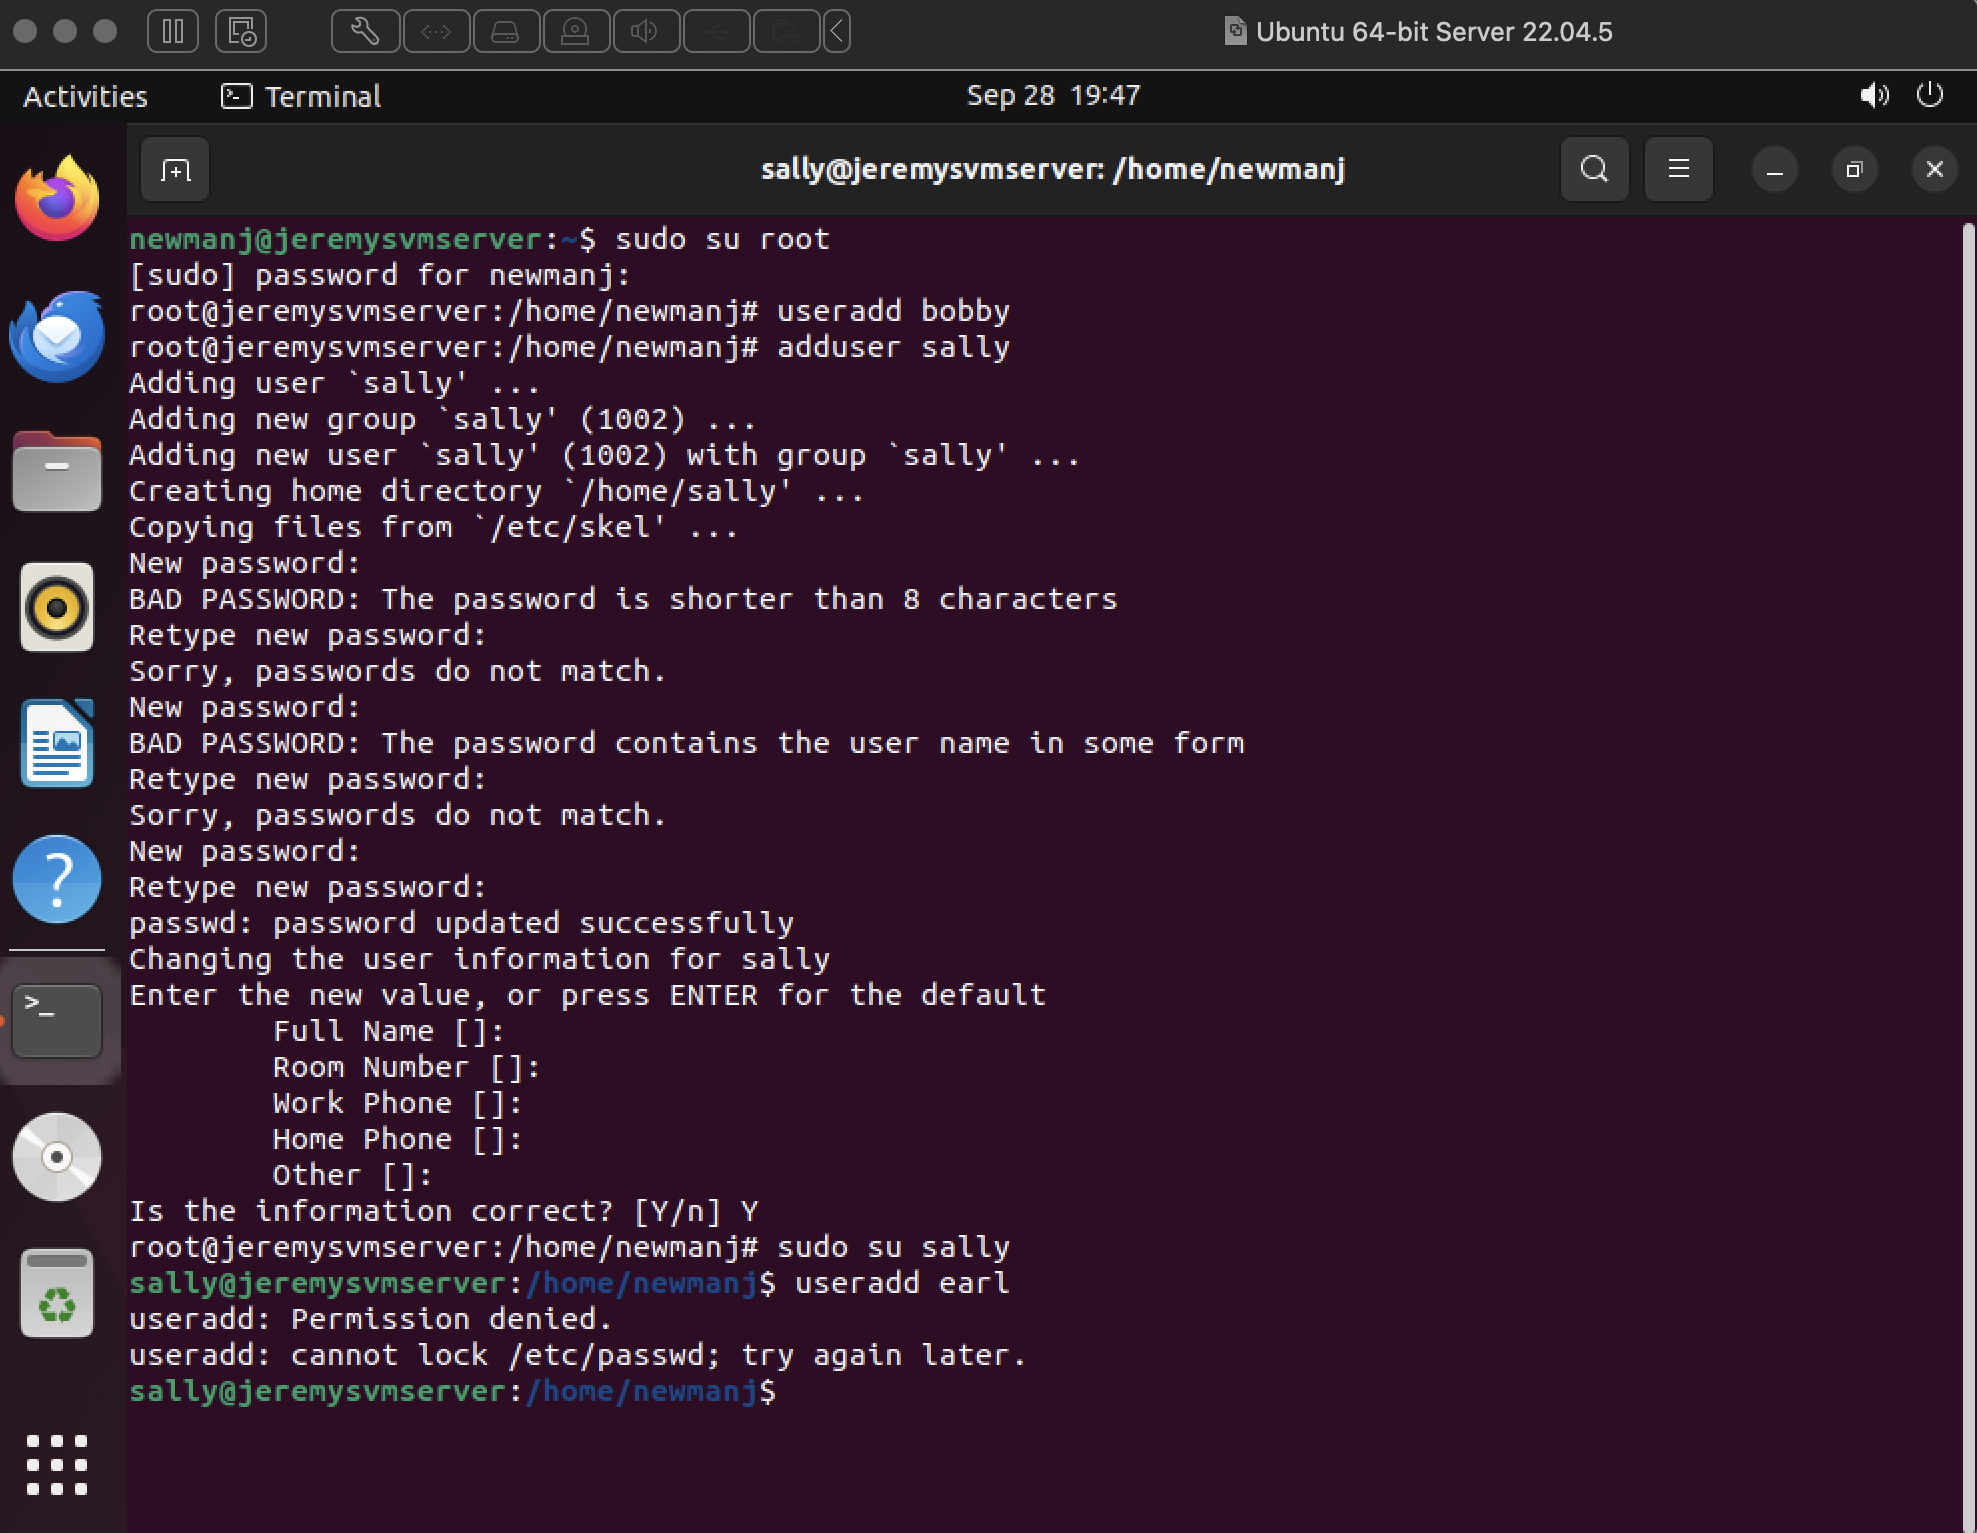 Ubuntu 64-bit Server 22.04.5
Activities
Terminal
Sep 28 19:47
sally@jeremysvmserver: /home/newmanj
newmanj@jeremysvmserver:~$ sudo su root
[sudo] password for newmanj:
root@jeremysvmserver:/home/newmanj# useradd bobby
root@jeremysvmserver:/home/newmanj# adduser sally
Adding user `sally' ...
Adding new group `sally' (1002) ...
Adding new user `sally' (1002) with group `sally' ...
Creating home directory `/home/sally' ...
Copying files from `/etc/skel' ...
New password:
BAD PASSWORD: The password is shorter than 8 characters
Retype new password:
Sorry, passwords do not match.
New password:
BAD PASSWORD: The password contains the user name in some form
Retype new password:
Sorry, passwords do not match.
New password:
Retype new password:
passwd: password updated successfully
Changing the user information for sally
Enter the new value, or press ENTER for the default
Full Name []:
Room Number []:
Work Phone []:
Home Phone []:
Other []:
Is the information correct? [Y/n] Y
root@jeremysvmserver:/home/newmanj# sudo su sally
sally@jeremysvmserver:/home/newmanj$ useradd earl
useradd: Permission denied.
useradd: cannot lock /etc/passwd; try again later.
sally@jeremysvmserver:/home/newmanj$